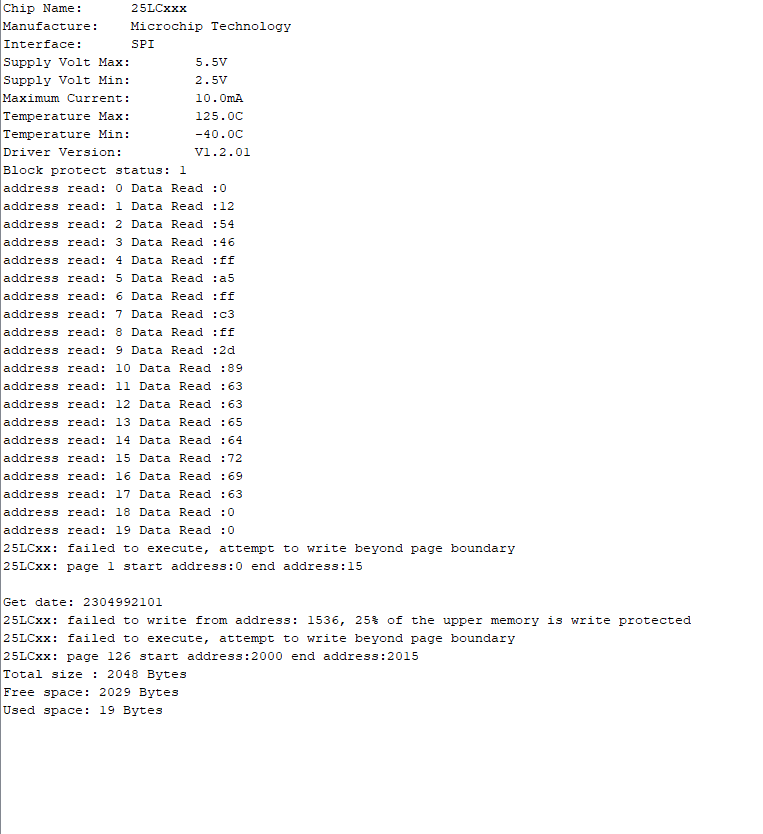 Chip Name: 25LCxxx
Manufacture: Microchip Technology
Interface: SPI
Supply Volt Max: 5.5V
Supply Volt Min: 2.5V
Maximum Current: 10.0mA
Temperature Max: 125.0C
Temperature Min: -40.0C
Driver Version: V1.2.01
Block protect status: 1
address read: 0 Data Read :0
address read: 1 Data Read :12
address read: 2 Data Read :54
address read: 3 Data Read :46
address read: 4 Data Read :ff
address read: 5 Data Read :a5
address read: 6 Data Read :ff
address read: 7 Data Read :c3
address read: 8 Data Read :ff
address read: 9 Data Read :2d
address read: 10 Data Read :89
address read: 11 Data Read :63
address read: 12 Data Read :63
address read: 13 Data Read :65
address read: 14 Data Read :64
address read: 15 Data Read :72
address read: 16 Data Read :69
address read: 17 Data Read :63
address read: 18 Data Read :0
address read: 19 Data Read :0
25LCxx: failed to execute, attempt to write beyond page boundary
25LCxx: page 1 start address:0 end address:15
Get date: 2304992101
25LCxx: failed to write from address: 1536, 25% of the upper memory is write protected
25LCxx: failed to execute, attempt to write beyond page boundary
25LCxx: page 126 start address:2000 end address:2015
Total size : 2048 Bytes
Free space: 2029 Bytes
Used space: 19 Bytes